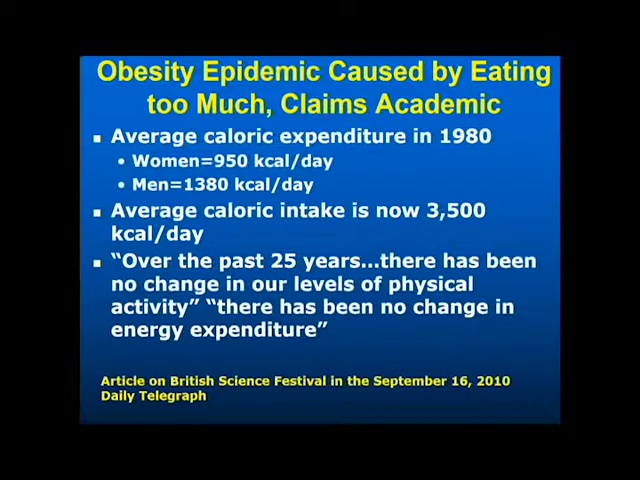 Obesity Epidemic Caused by Eating
too Much, Claims Academic
Average caloric expenditure in 1980
Women=950 kcal/day
Men=1380 kcal/day
Average caloric intake is now 3,500
kcal/day
“Over the past 25 years…there has been
no change in our levels of physical
activity” “there has been no change in
energy expenditure”
Article on British Science Festival in the September 16, 2010
Daily Telegraph